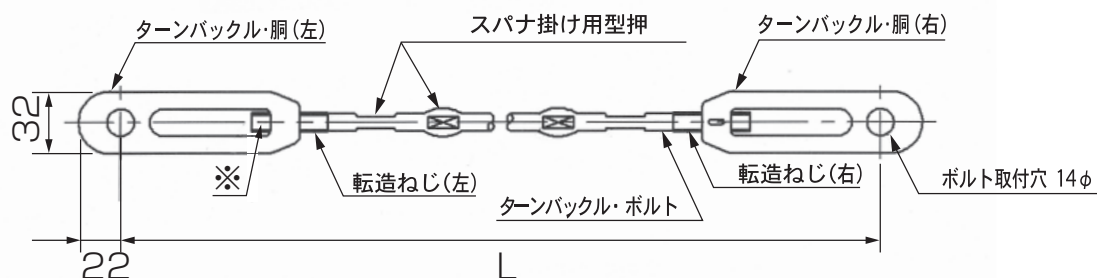 ターンバックル・胴(左)
スパナ掛け用型押
ターンバックル・胴(右)
32
※
転造ねじ(左)
転造ねじ(右)
ボルト取付穴 14φ
ターンバックル・ボルト
22
L